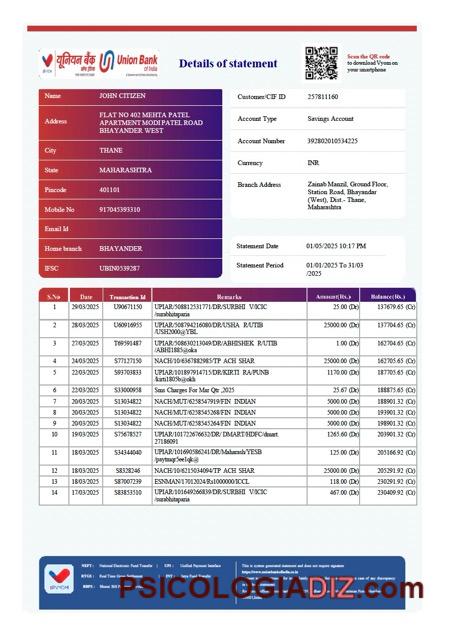 यूनियन बैंक Union Bank
of India
Details of statement
Scan the QR code
to download Vyom on
your smartphone
Name JOHN CITIZEN
Address FLAT NO 402 MEHTA PATEL
APARTMENT MODI PATEL ROAD
BHAYANDER WEST
City THANE
State MAHARASHTRA
Pincode 401101
Mobile No 917045393310
Email Id
Home branch BHAYANDER
IFSC UBIN0539287
Customer/CIF ID 257811160
Account Type Savings Account
Account Number 392802010534225
Currency INR
Branch Address Zainab Manzil, Ground Floor,
Station Road, Bhayandar
(West), Dist.- Thane,
Maharashtra
Statement Date 01/05/2025 10:17 PM
Statement Period 01/01/2025 To 31/03
/2025
S.No Date Transaction Id Remarks Amount(Rs.) Balance(Rs.)
1 29/03/2025 U90671150 UPIAR/508812531771/DR/SURBHI V/ICIC 25.00 (Dr) 137679.65 (Cr)
/surabhitaparia
2 28/03/2025 U60916955 UPIAR/508794216080/DR/USHA R/UTIB 25000.00 (Dr) 137704.65 (Cr)
/USH2000@YBL
3 27/03/2025 T69591487 UPIAR/508630213049/DR/ABHISHEK R/UTIB 1.00 (Dr) 162704.65 (Cr)
/ABHI1885@oka
4 24/03/2025 S77127150 NACH/10/6367882985/TP ACH SHAR 25000.00 (Dr) 162705.65 (Cr)
5 22/03/2025 S93703833 UPIAR/101897914715/DR/KIRTI RA/PUNB 1170.00 (Dr) 187705.65 (Cr)
/kirti1805b@okh
6 22/03/2025 S33000958 Sms Charges For Mar Qtr ,2025 25.67 (Dr) 188875.65 (Cr)
7 20/03/2025 S13034822 NACH/MUT/6258547919/FIN INDIAN 5000.00 (Dr) 188901.32 (Cr)
8 20/03/2025 S13034822 NACH/MUT/6258545268/FIN INDIAN 5000.00 (Dr) 193901.32 (Cr)
9 20/03/2025 S13034822 NACH/MUT/6258545264/FIN INDIAN 5000.00 (Dr) 198901.32 (Cr)
10 19/03/2025 S75678527 UPIAR/101722676632/DR/ DMART/HDFC/dmart. 1265.60 (Dr) 203901.32 (Cr)
27186091
11 18/03/2025 S34344040 UPIAR/101690586241/DR/Maharash/YESB 125.00 (Dr) 205166.92 (Cr)
/paytmqr5ee1qk@
12 18/03/2025 S8328246 NACH/10/6215034094/TP ACH SHAR 25000.00 (Dr) 205291.92 (Cr)
13 18/03/2025 S87007239 ESNMAN/17012024/Rs1000000/ICCL 118.00 (Dr) 230291.92 (Cr)
14 17/03/2025 S83853510 UPIAR/101649266839/DR/SURBHI V/ICIC 467.00 (Dr) 230409.92 (Cr)
/surabhitaparia
NEFT : National Electronic Fund Transfer | UPI : Unified Payment Interface
RTGS : Real Time Gross Settlement
BBPS :
This is system generated statement and does not require signature
PSICOLOGIADIZ.com